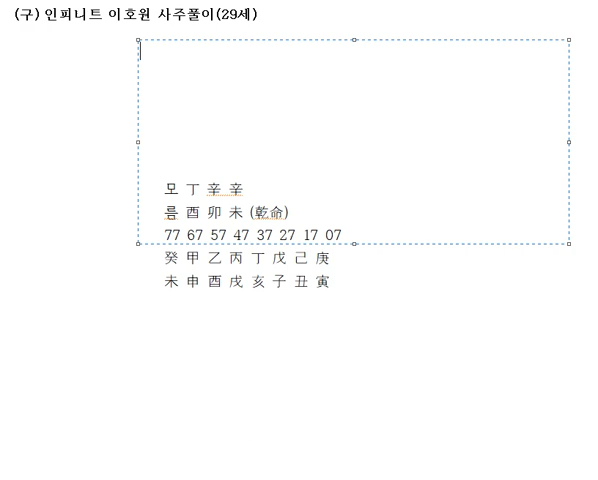 (구) 인피니트 이호원 사주풀이(29세)
모 丁 辛 辛
름 酉 卯 未 (乾命)
77 67 57 47 37 27 17 07
癸 甲 乙 丙 丁 戊 己 庚
未 申 酉 戌 亥 子 丑 寅